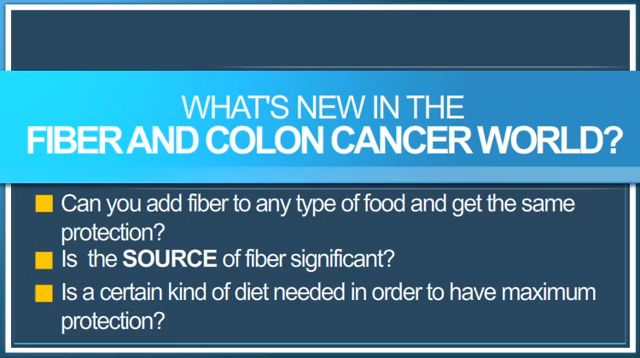 WHAT'S NEW IN THE
FIBER AND COLON CANCER WORLD?
Can you add fiber to any type of food and get the same
protection?
Is the SOURCE of fiber significant?
Is a certain kind of diet needed in order to have maximum
protection?